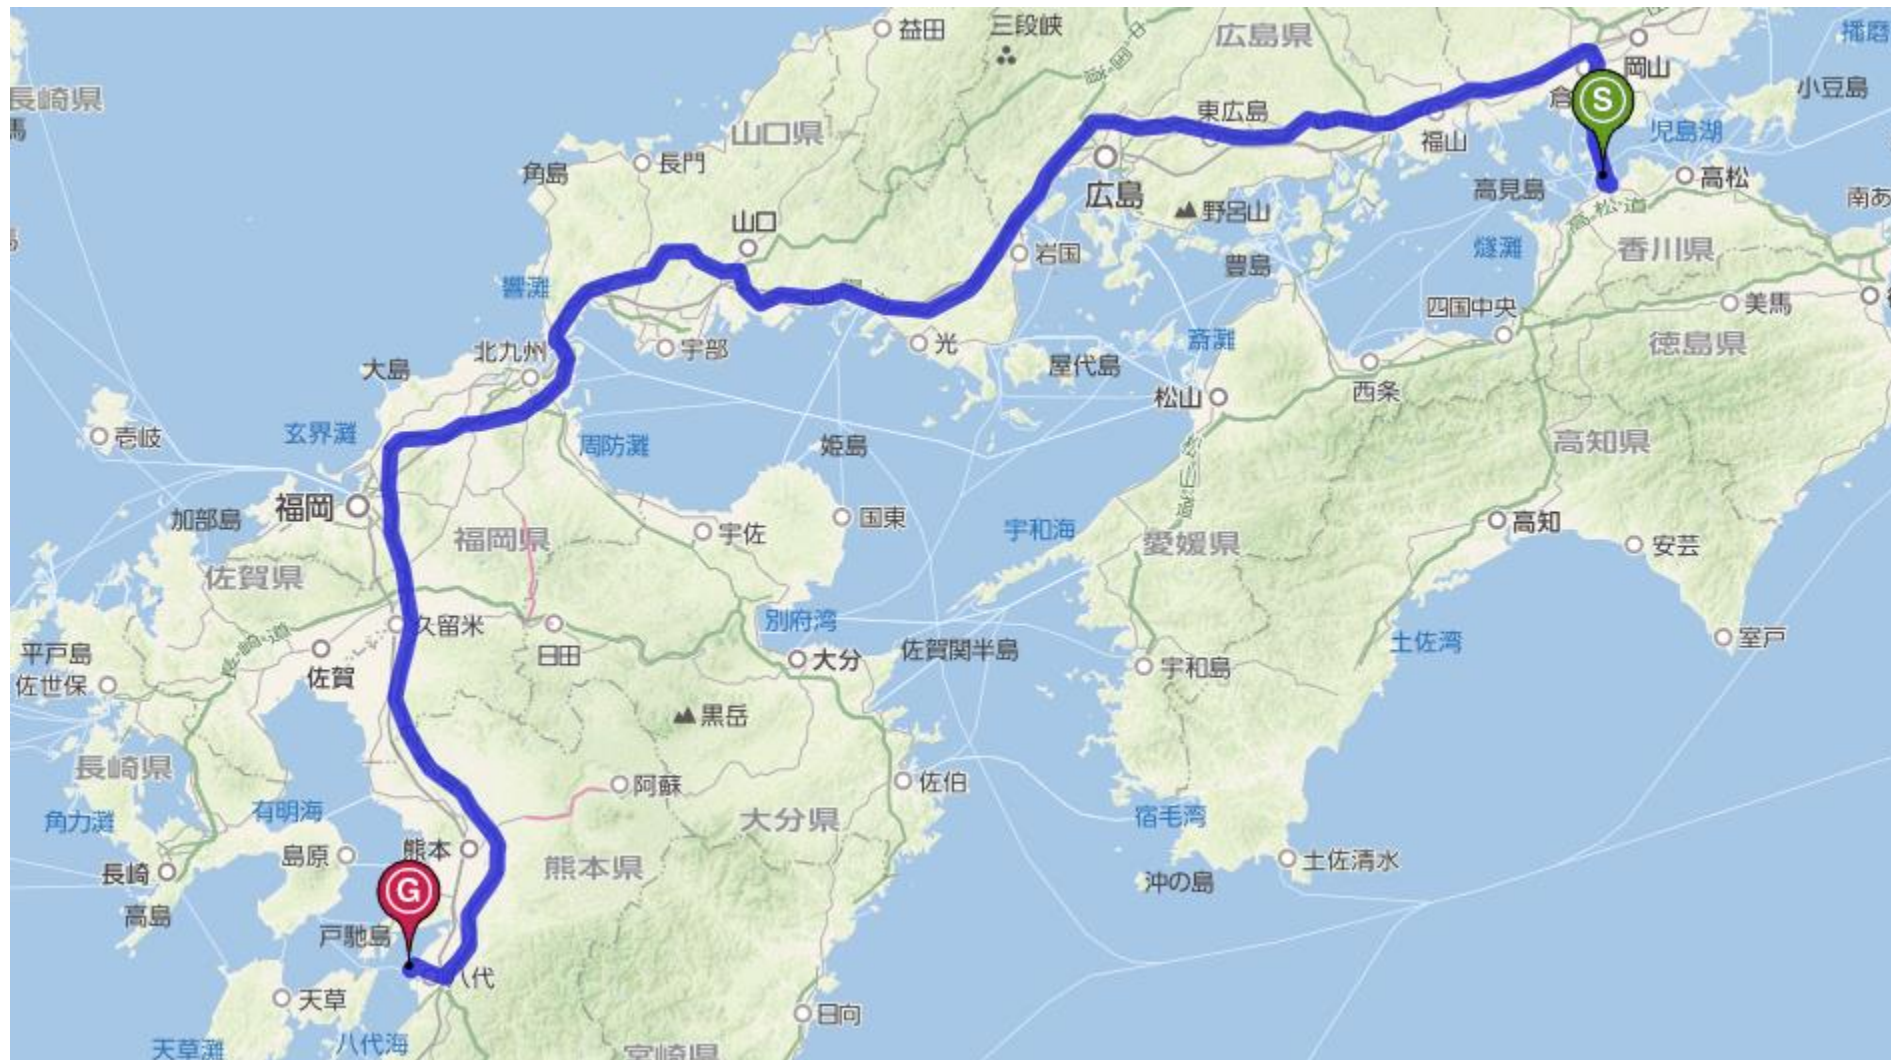 益田
三段峡
広島県
播磨
岡山
長崎県
小豆島
倉
S
馬
山口県
東広島
児島湖
福山
長門
角島
高松
高見島
広島
野呂山
南あ
高松道
山口
燧灘
香川県
岩国
豊島
響灘
美馬
四国中央
斎灘
徳島県
光
宇部
北九州
大島
屋代島
西条
松山
玄界灘
壱岐
周防灘
姫島
高知県
松山道
福岡
加部島
国東
宇佐
宇和海
高知
福岡県
愛媛県
安芸
佐賀県
別府湾
久留米
長崎道
室戸
土佐湾
平戸島
日田
大分
佐賀関半島
宇和島
佐賀
佐世保
黒岳
長崎県
阿蘇
佐伯
有明海
角力灘
大分県
宿毛湾
熊本
島原
土佐清水
熊本県
長崎
沖の島
G
高島
戸馳島
八代
天草
日向
八代海
天草灘
宮崎県